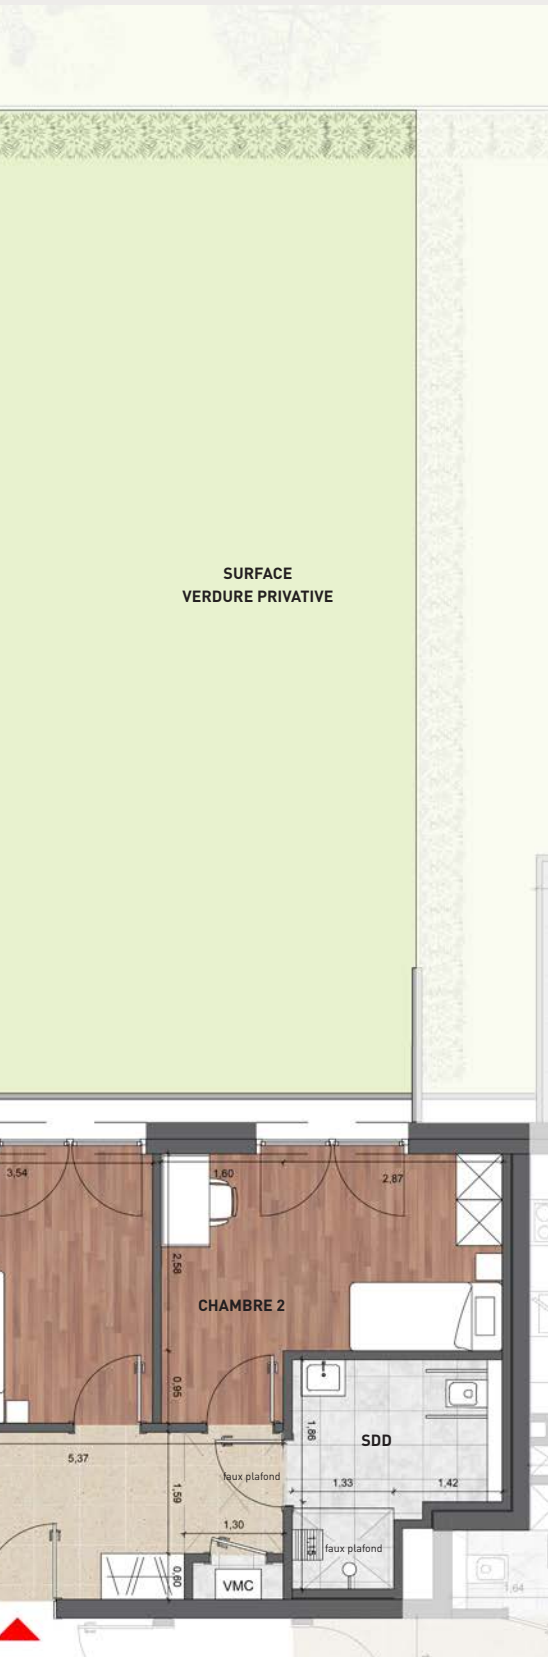 SURFACE
VERDURE PRIVATIVE
3,54
1,60
2,87
2,58
CHAMBRE 2
0,95
1,86
SDD
5,37
faux plafond
1,59
1,33
1,42
1,30
1,15
faux plafond
0,60
VMC
1,64